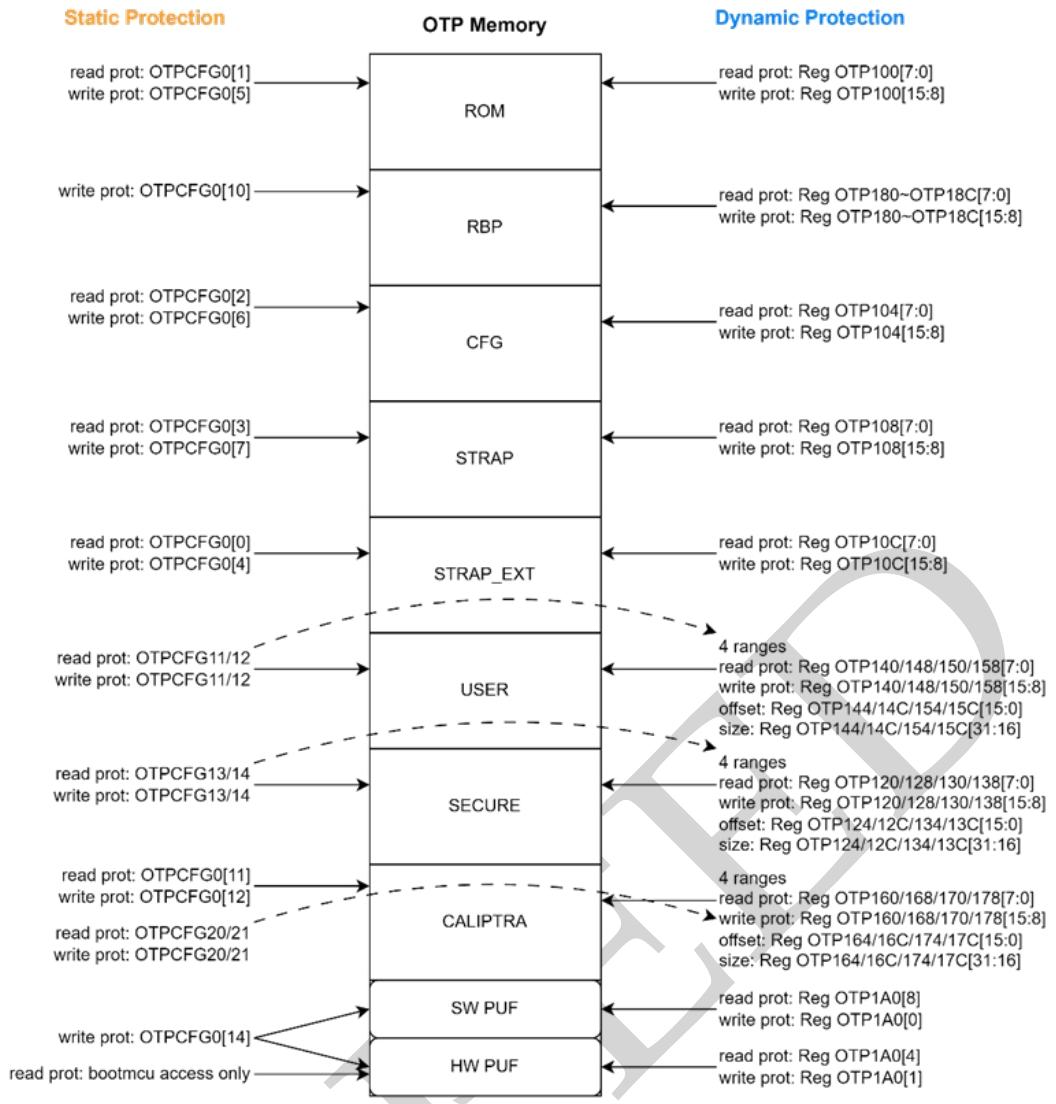 Static Protection
OTP Memory
Dynamic Protection
read prot: OTPCFG0[1]
write prot: OTPCFG0[5]
ROM
read prot: Reg OTP100[7:0]
write prot: Reg OTP100[15:8]
write prot: OTPCFG0[10]
RBP
read prot: Reg OTP180~OTP18C[7:0]
write prot: Reg OTP180~OTP18C[15:8]
read prot: OTPCFG0[2]
write prot: OTPCFG0[6]
CFG
read prot: Reg OTP104[7:0]
write prot: Reg OTP104[15:8]
read prot: OTPCFG0[3]
write prot: OTPCFG0[7]
STRAP
read prot: Reg OTP108[7:0]
write prot: Reg OTP108[15:8]
read prot: OTPCFG0[0]
write prot: OTPCFG0[4]
STRAP_EXT
read prot: Reg OTP10C[7:0]
write prot: Reg OTP10C[15:8]
read prot: OTPCFG11/12
write prot: OTPCFG11/12
USER
4 ranges
read prot: Reg OTP140/148/150/158[7:0]
write prot: Reg OTP140/148/150/158[15:8]
offset: Reg OTP144/14C/154/15C[15:0]
size: Reg OTP144/14C/154/15C[31:16]
read prot: OTPCFG13/14
write prot: OTPCFG13/14
SECURE
4 ranges
read prot: Reg OTP120/128/130/138[7:0]
write prot: Reg OTP120/128/130/138[15:8]
offset: Reg OTP124/12C/134/13C[15:0]
size: Reg OTP124/12C/134/13C[31:16]
read prot: OTPCFG0[11]
write prot: OTPCFG0[12]
read prot: OTPCFG20/21
write prot: OTPCFG20/21
CALIPTRA
4 ranges
read prot: Reg OTP160/168/170/178[7:0]
write prot: Reg OTP160/168/170/178[15:8]
offset: Reg OTP164/16C/174/17C[15:0]
size: Reg OTP164/16C/174/17C[31:16]
write prot: OTPCFG0[14]
read prot: bootmcu access only
SW PUF
read prot: Reg OTP1A0[8]
write prot: Reg OTP1A0[0]
HW PUF
read prot: Reg OTP1A0[4]
write prot: Reg OTP1A0[1]